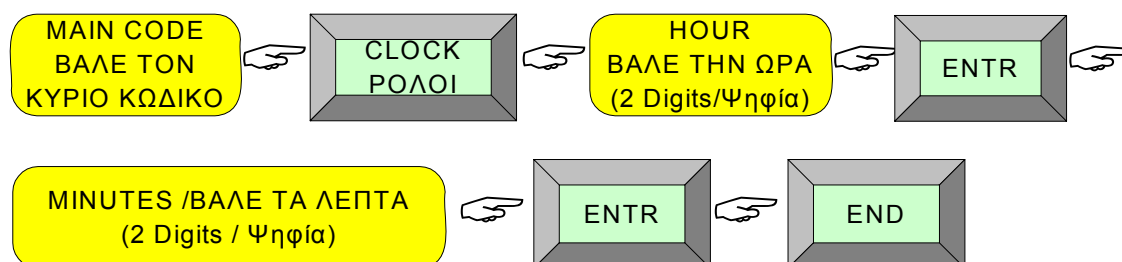 MAIN CODE
ΒΑΛΕ ΤΟΝ
ΚΥΡΙΟ ΚΩΔΙΚΟ
CLOCK
ΡΟΛΟΙ
HOUR
ΒΑΛΕ ΤΗΝ ΩΡΑ
(2 Digits/Ψηφία)
ENTR
MINUTES /ΒΑΛΕ ΤΑ ΛΕΠΤΑ
(2 Digits / Ψηφία)
ENTR
END